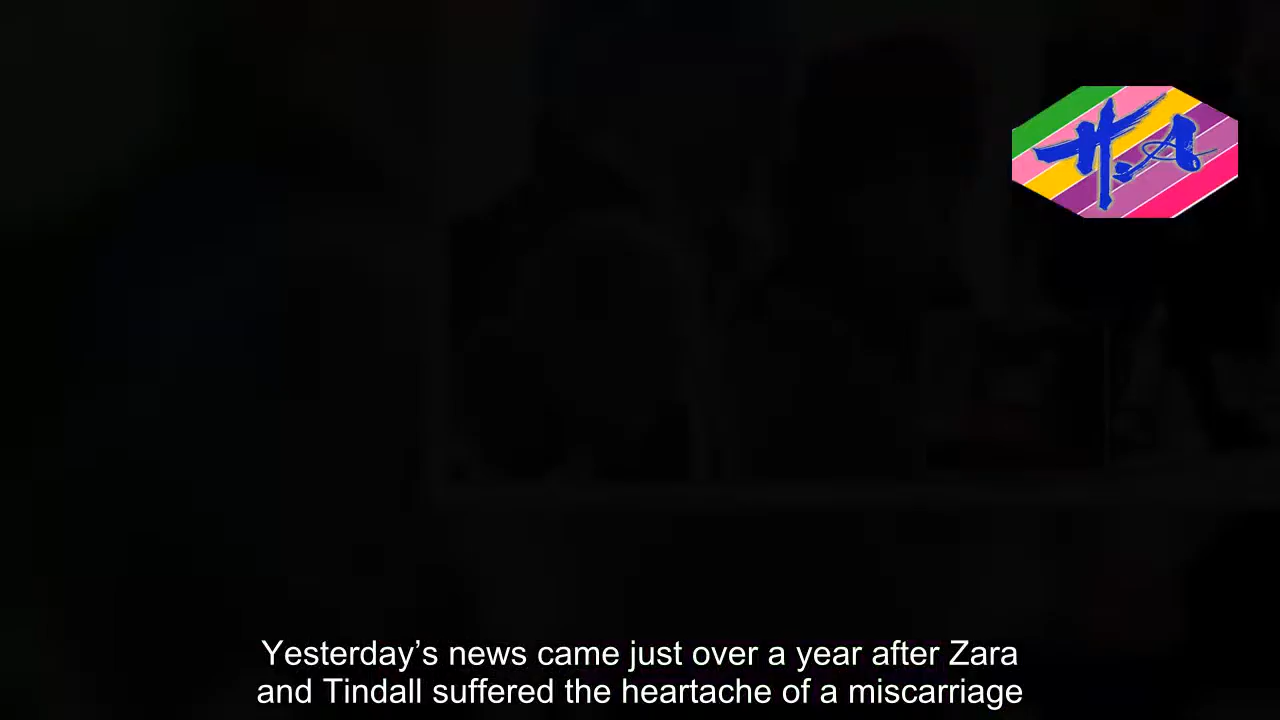 H.A
Yesterday’s news came just over a year after Zara
and Tindall suffered the heartache of a miscarriage